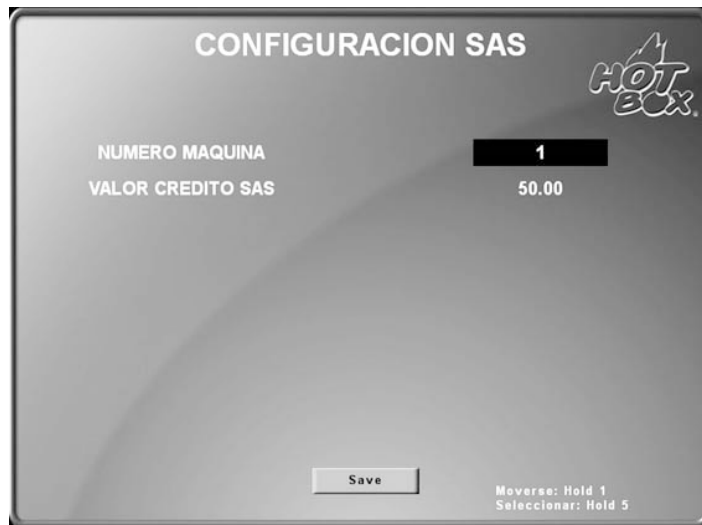 CONFIGURACION SAS
HOT
BOX
NUMERO MAQUINA 1
VALOR CREDITO SAS 50.00
Save
Moverse: Hold 1
Seleccionar: Hold 5